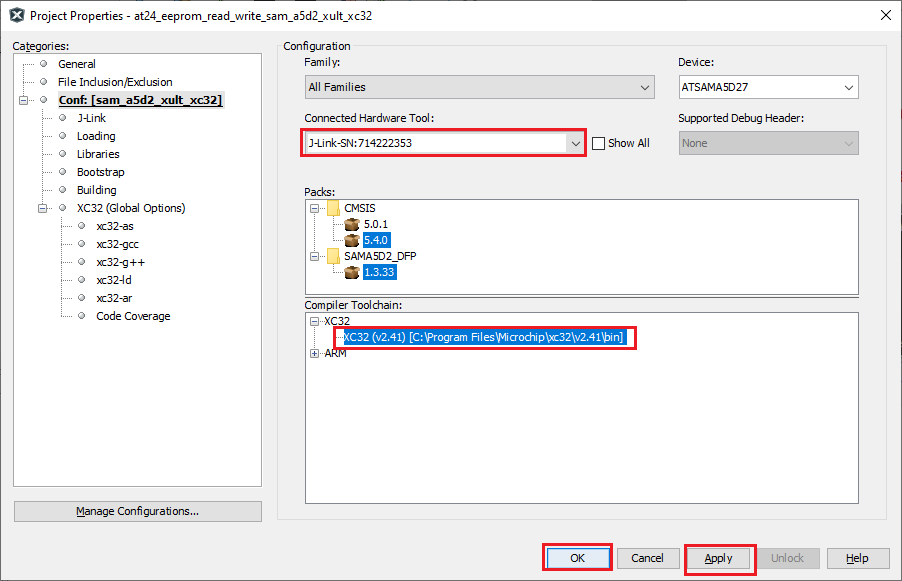 Project Properties - at24_eeprom_read_write_sam_a5d2_xult_xc32
Categories:
General
File Inclusion/Exclusion
Conf: [sam_a5d2_xult_xc32]
J-Link
Loading
Libraries
Bootstrap
Building
XC32 (Global Options)
xc32-as
xc32-gcc
xc32-g++
xc32-ld
xc32-ar
Code Coverage
Manage Configurations...
Configuration
Family:
Device:
All Families
ATSAMA5D27
Connected Hardware Tool:
Supported Debug Header:
J-Link-SN:714222353
Show All
None
Packs:
CMSIS
5.0.1
5.4.0
SAMA5D2_DFP
1.3.33
Compiler Toolchain:
XC32
XC32 (v2.41) [C:\Program Files\Microchip\xc32\v2.41\bin]
ARM
OK
Cancel
Apply
Unlock
Help